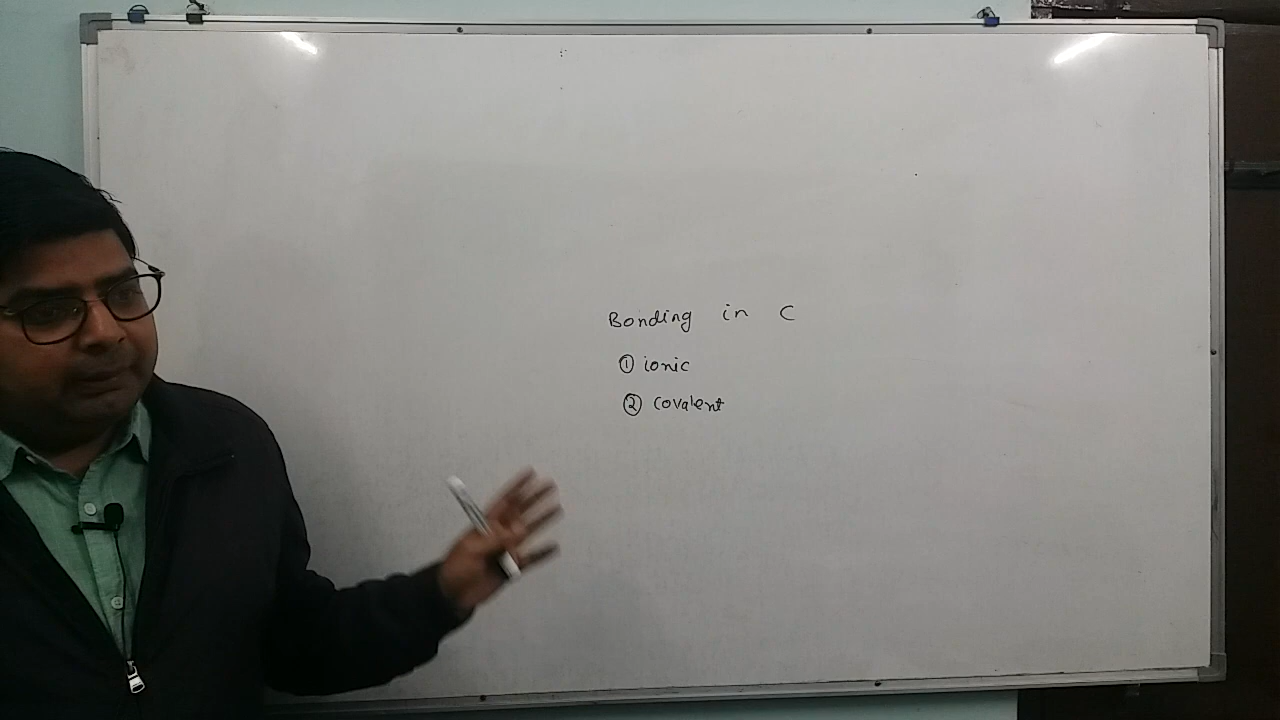 Bonding in C
① ionic
② covalent